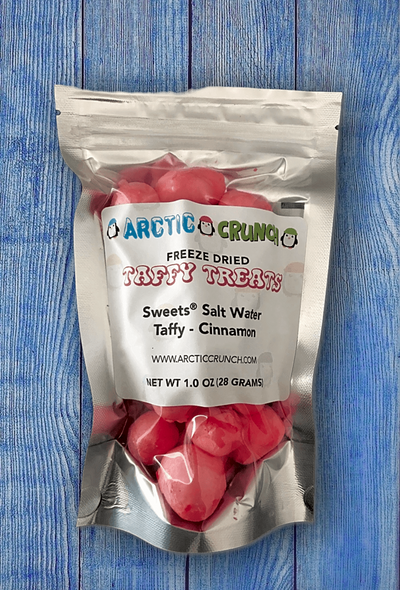 ARCTIC CRUNCH
FREEZE DRIED
TAFFY TREATS
Sweets® Salt Water
Taffy - Cinnamon
WWW.ARCTICCRUNCH.COM
NET WT 1.0 OZ (28 GRAMS)